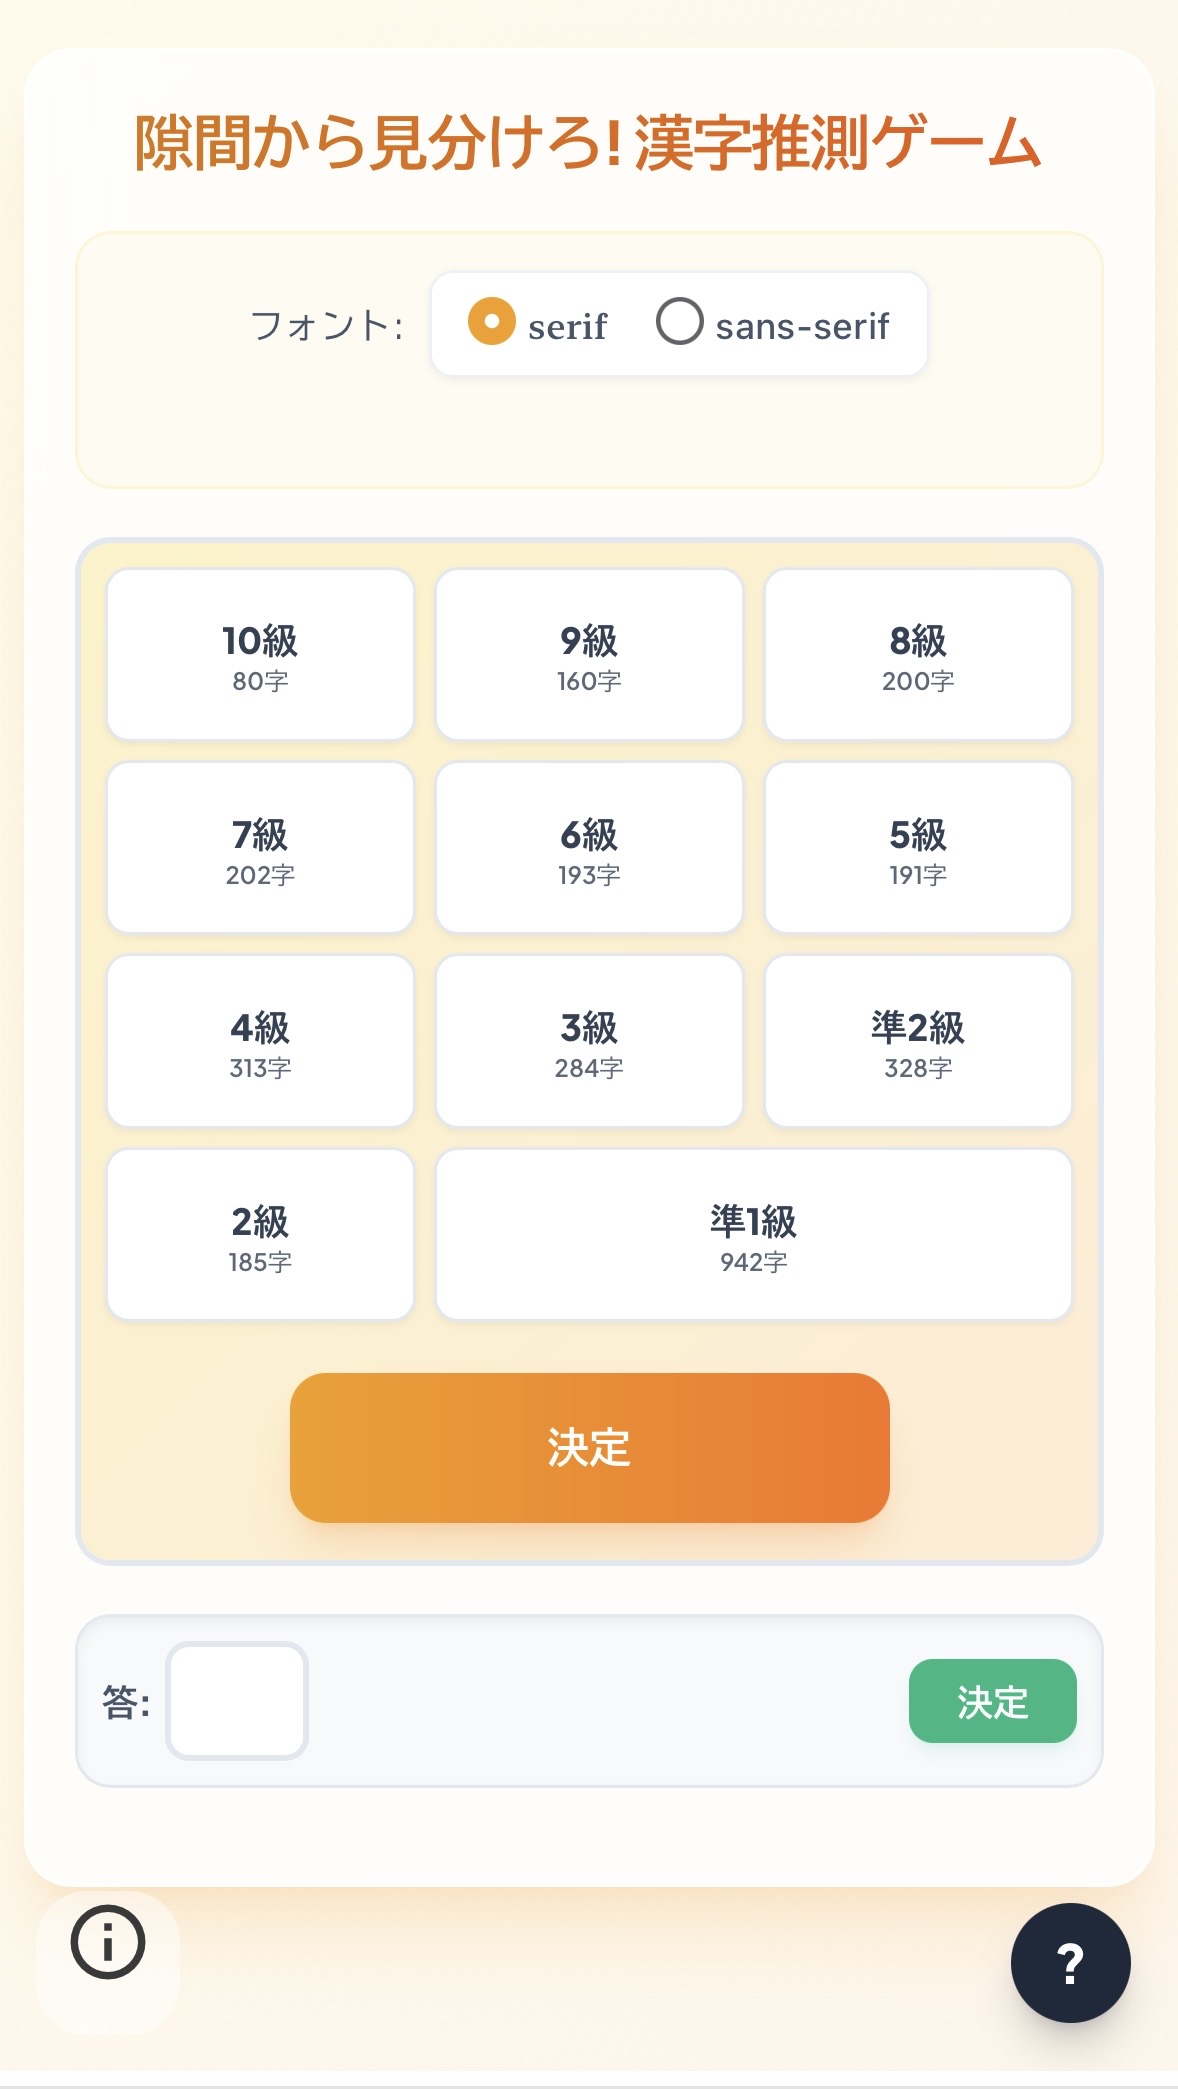 隙間から見分けろ! 漢字推測ゲーム
フォント: serif sans-serif
10級 9級 8級
80字 160字 200字
7級 6級 5級
202字 193字 191字
4級 3級 準2級
313字 284字 328字
2級 準1級
185字 942字
決定
答: 決定
i ?